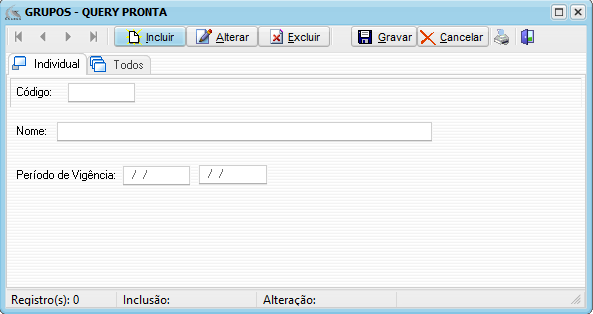 GRUPOS - QUERY PRONTA
Incluir Alterar Excluir Gravar Cancelar
Individual Todos
Código:
Nome:
Período de Vigência: / / / /
Registro(s): 0 Inclusão: Alteração: